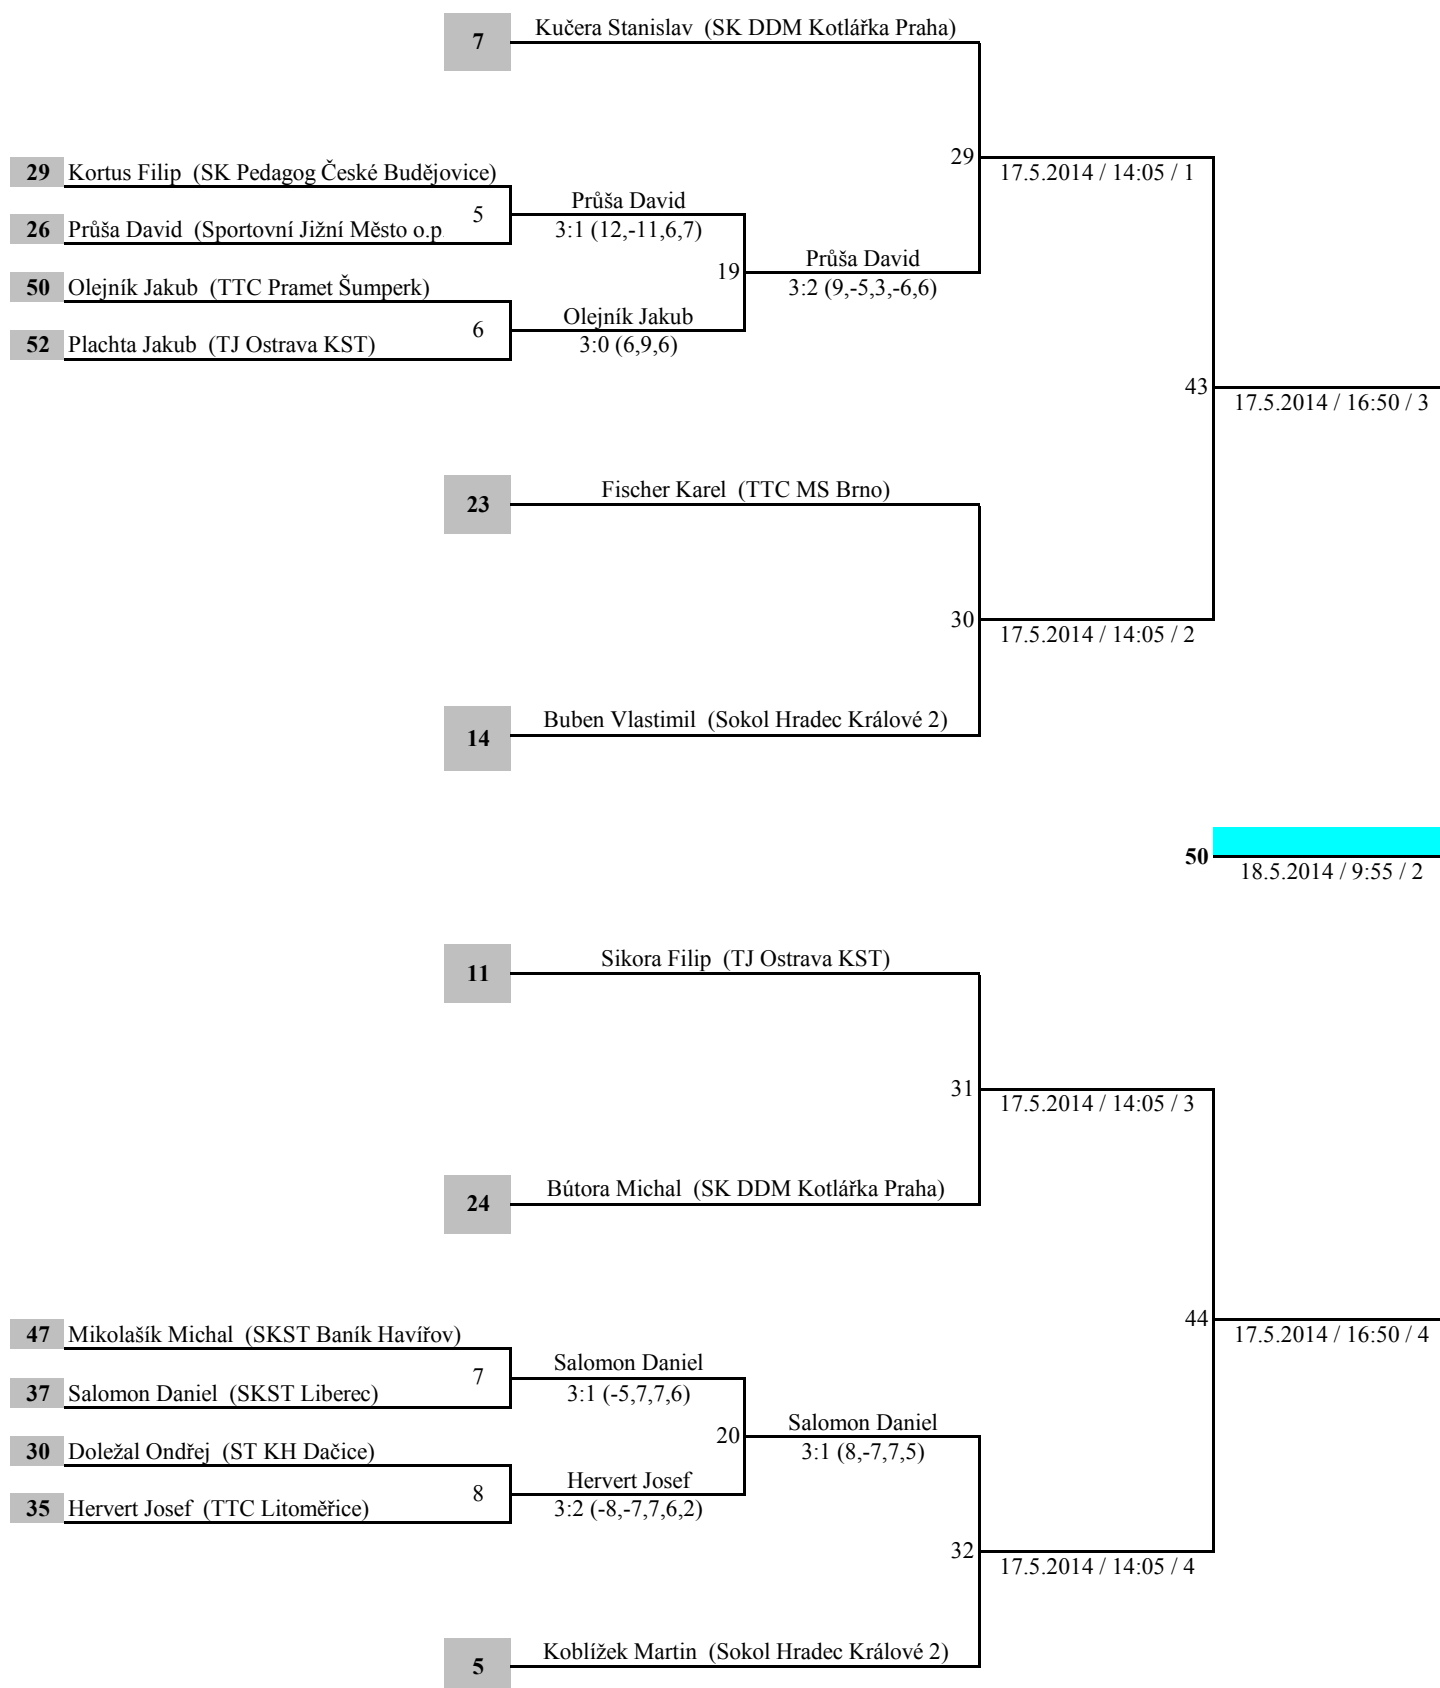 7 Kučera Stanislav (SK DDM Kotlářka Praha)
29 17.5.2014 / 14:05 / 1
29 Kortus Filip (SK Pedagog České Budějovice)
5 Průša David
26 Průša David (Sportovní Jižní Město o.p
3:1 (12,-11,6,7)
19 Průša David
3:2 (9,-5,3,-6,6)
50 Olejník Jakub (TTC Pramet Šumperk)
6 Olejník Jakub
52 Plachta Jakub (TJ Ostrava KST)
3:0 (6,9,6)
43 17.5.2014 / 16:50 / 3
23 Fischer Karel (TTC MS Brno)
30 17.5.2014 / 14:05 / 2
14 Buben Vlastimil (Sokol Hradec Králové 2)
50 18.5.2014 / 9:55 / 2
11 Sikora Filip (TJ Ostrava KST)
31 17.5.2014 / 14:05 / 3
24 Bútora Michal (SK DDM Kotlářka Praha)
44 17.5.2014 / 16:50 / 4
47 Mikolašík Michal (SKST Baník Havířov)
7 Salomon Daniel
37 Salomon Daniel (SKST Liberec)
3:1 (-5,7,7,6)
20 Salomon Daniel
3:1 (8,-7,7,5)
30 Doležal Ondřej (ST KH Dačice)
8 Hervert Josef
35 Hervert Josef (TTC Litoměřice)
3:2 (-8,-7,7,6,2)
32 17.5.2014 / 14:05 / 4
5 Koblížek Martin (Sokol Hradec Králové 2)